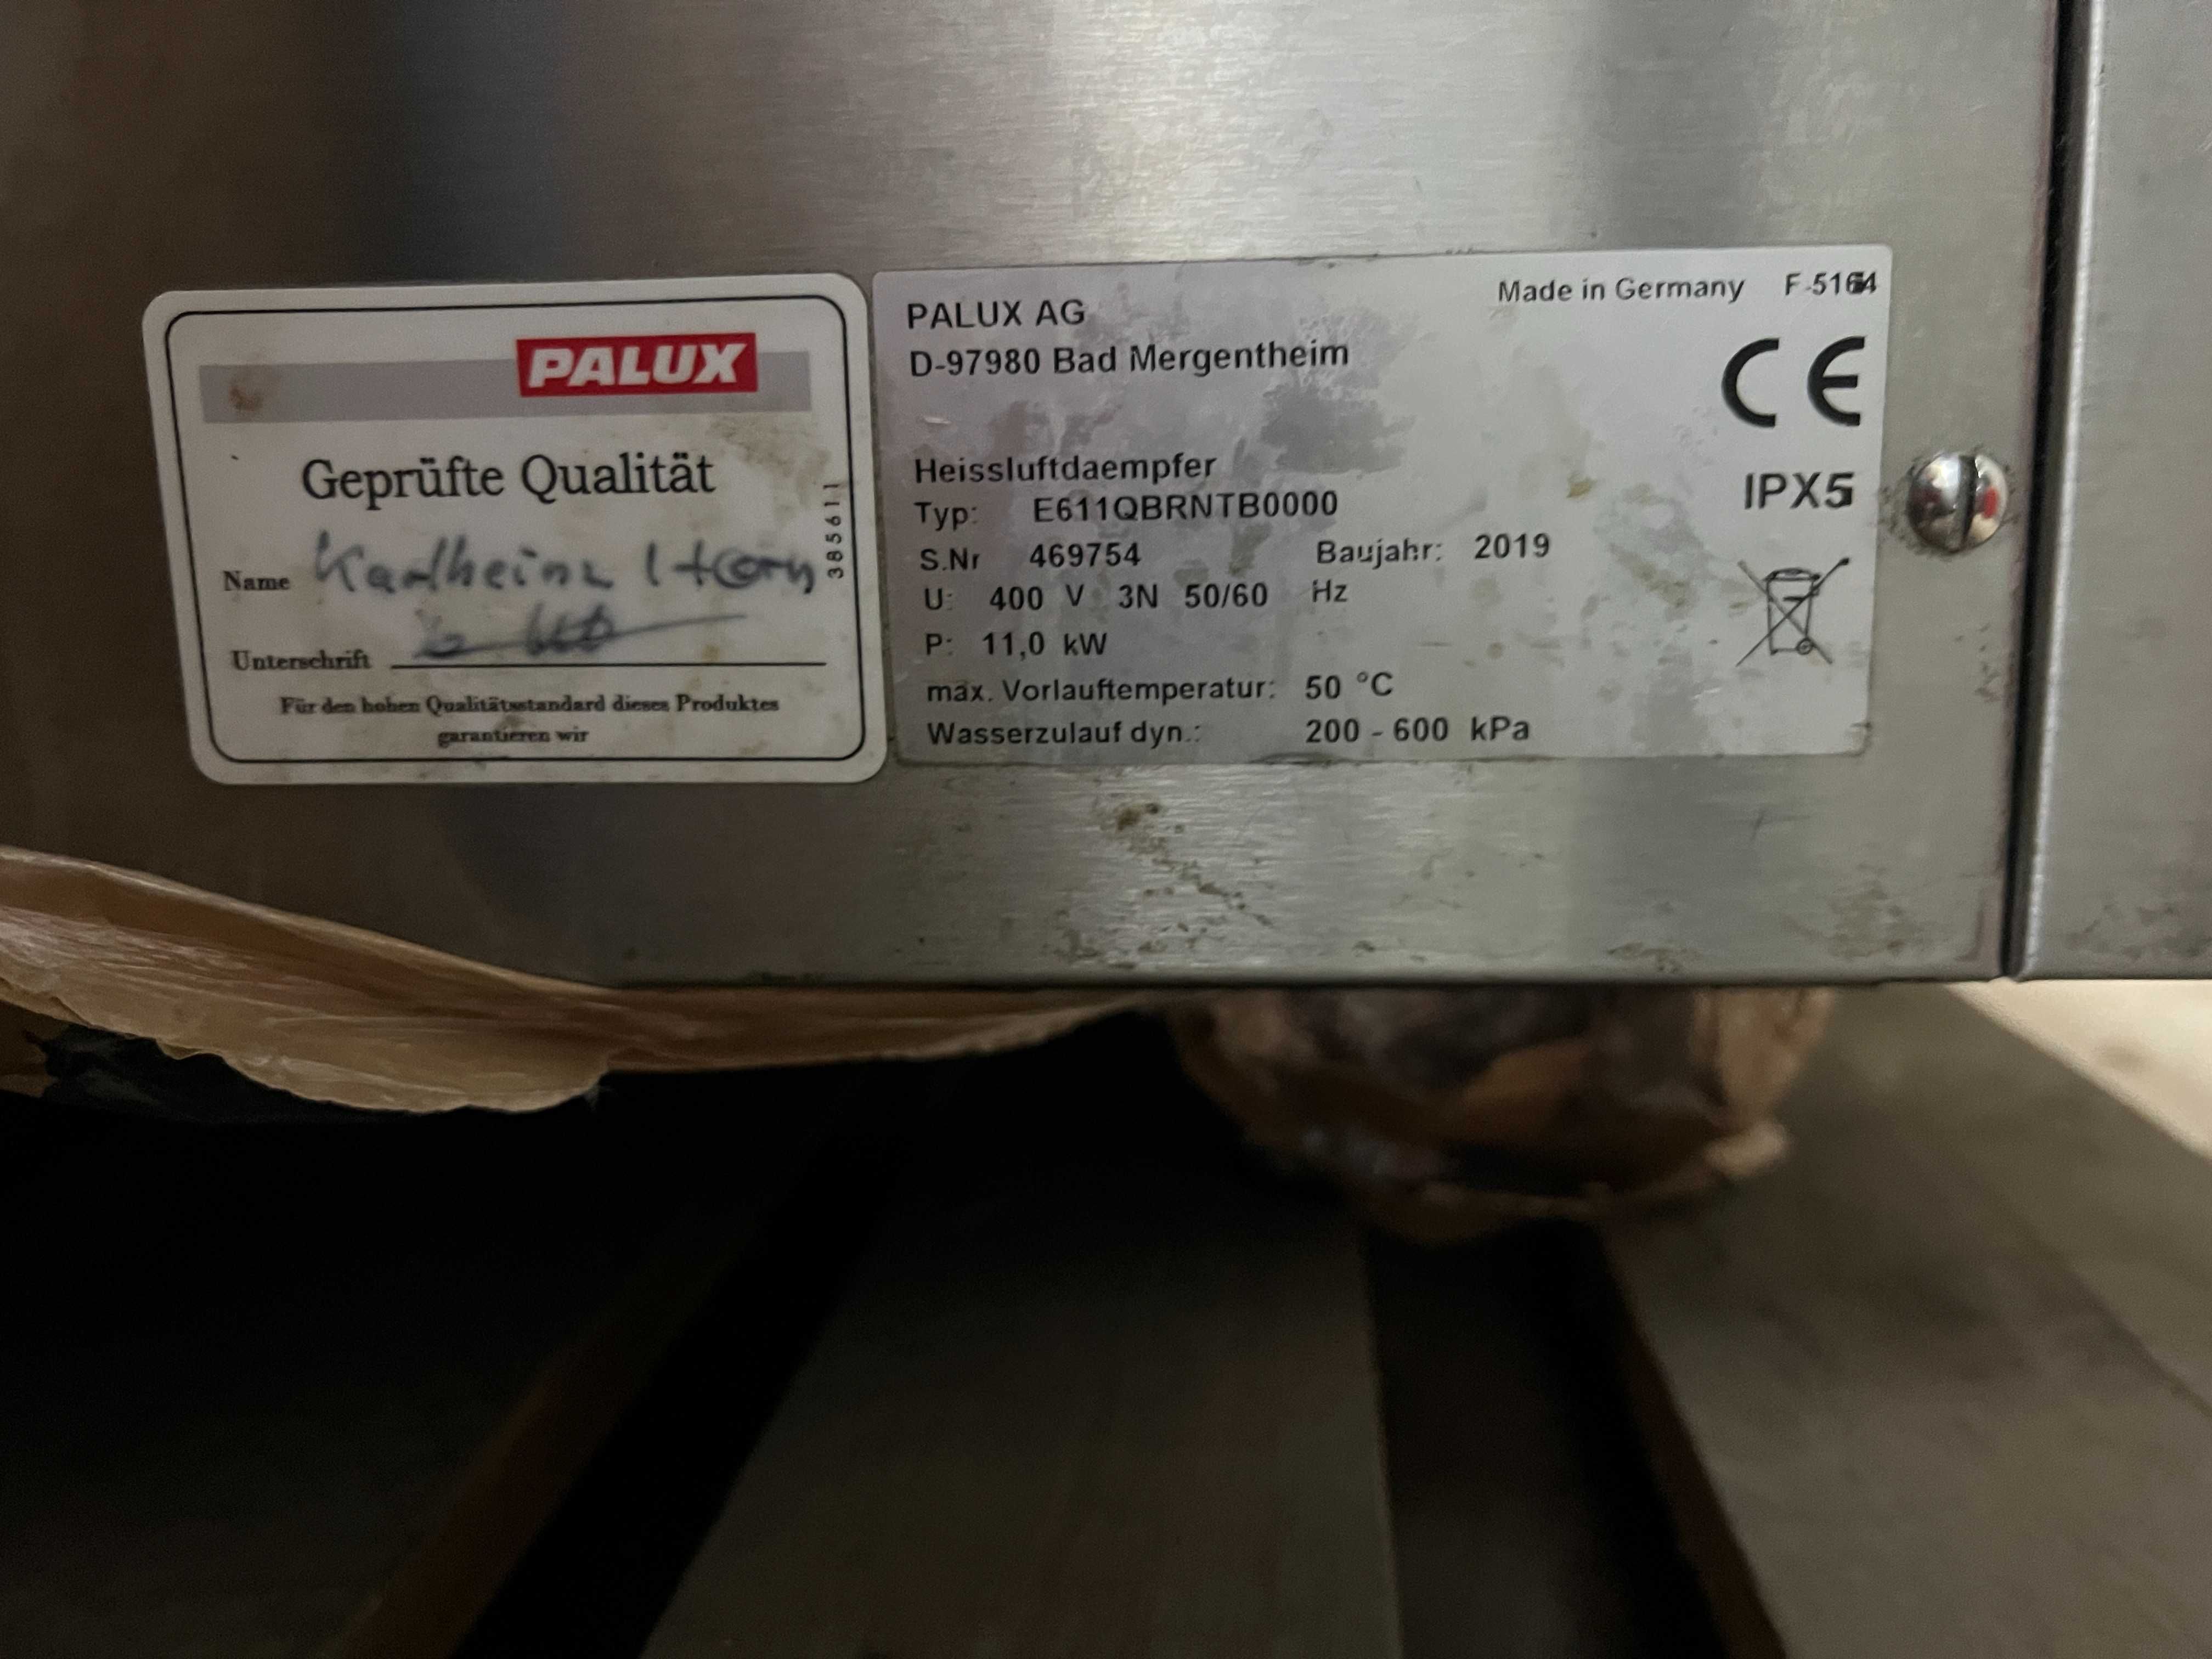 PALUX
Geprüfte Qualität
Name Karlheinz
Unterschrift
Für den hohen Qualitätsstandard dieses Produktes
garantieren wir
385611
PALUX AG
Made in Germany
D-97980 Bad Mergentheim
CE
Heissluftdaempfer
IPX5
Typ: E611QBRNTB0000
S.Nr 469754 Baujahr: 2019
U: 400 V 3N 50/60 Hz
P: 11,0 kW
max. Vorlauftemperatur: 50 °C
Wasserzulauf dyn.: 200 - 600 kPa